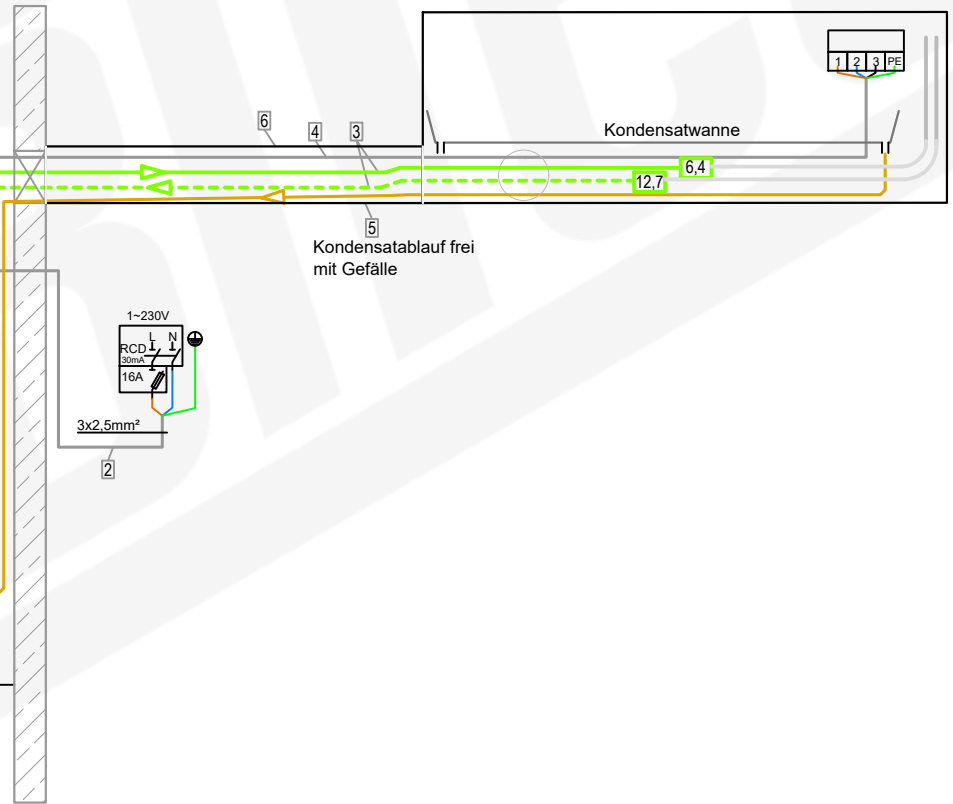 1 2 3 PE
6
4
3
Kondensatwanne
6,4
12,7
5
Kondensatablauf frei
mit Gefälle
1~230V
L N
RCD
30mA
16A
3x2,5mm²
2